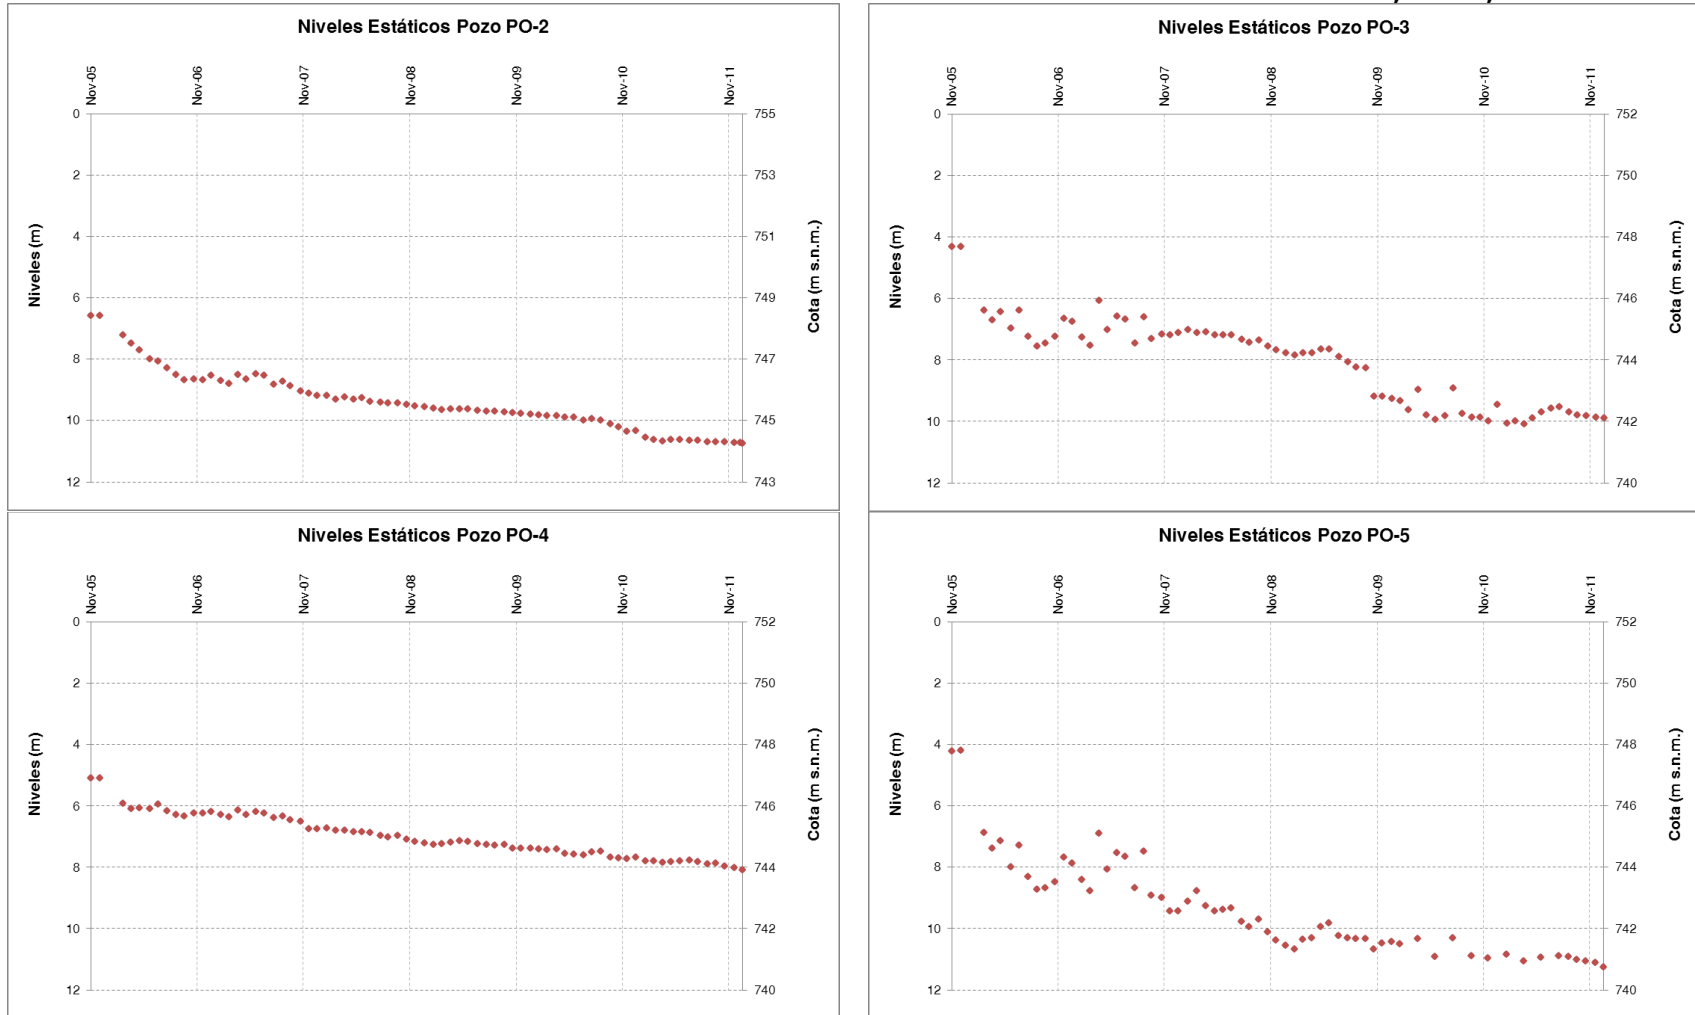 Niveles Estáticos Pozo PO-2
Nov-05
Nov-06
Nov-07
Nov-08
Nov-09
Nov-10
Nov-11
0
2
4
6
8
10
12
Niveles (m)
755
753
751
749
747
745
743
Cota (m s.n.m.)
Niveles Estáticos Pozo PO-3
Nov-05
Nov-06
Nov-07
Nov-08
Nov-09
Nov-10
Nov-11
0
2
4
6
8
10
12
Niveles (m)
752
750
748
746
744
742
740
Cota (m s.n.m.)
Niveles Estáticos Pozo PO-4
Nov-05
Nov-06
Nov-07
Nov-08
Nov-09
Nov-10
Nov-11
0
2
4
6
8
10
12
Niveles (m)
752
750
748
746
744
742
740
Cota (m s.n.m.)
Niveles Estáticos Pozo PO-5
Nov-05
Nov-06
Nov-07
Nov-08
Nov-09
Nov-10
Nov-11
0
2
4
6
8
10
12
Niveles (m)
752
750
748
746
744
742
740
Cota (m s.n.m.)